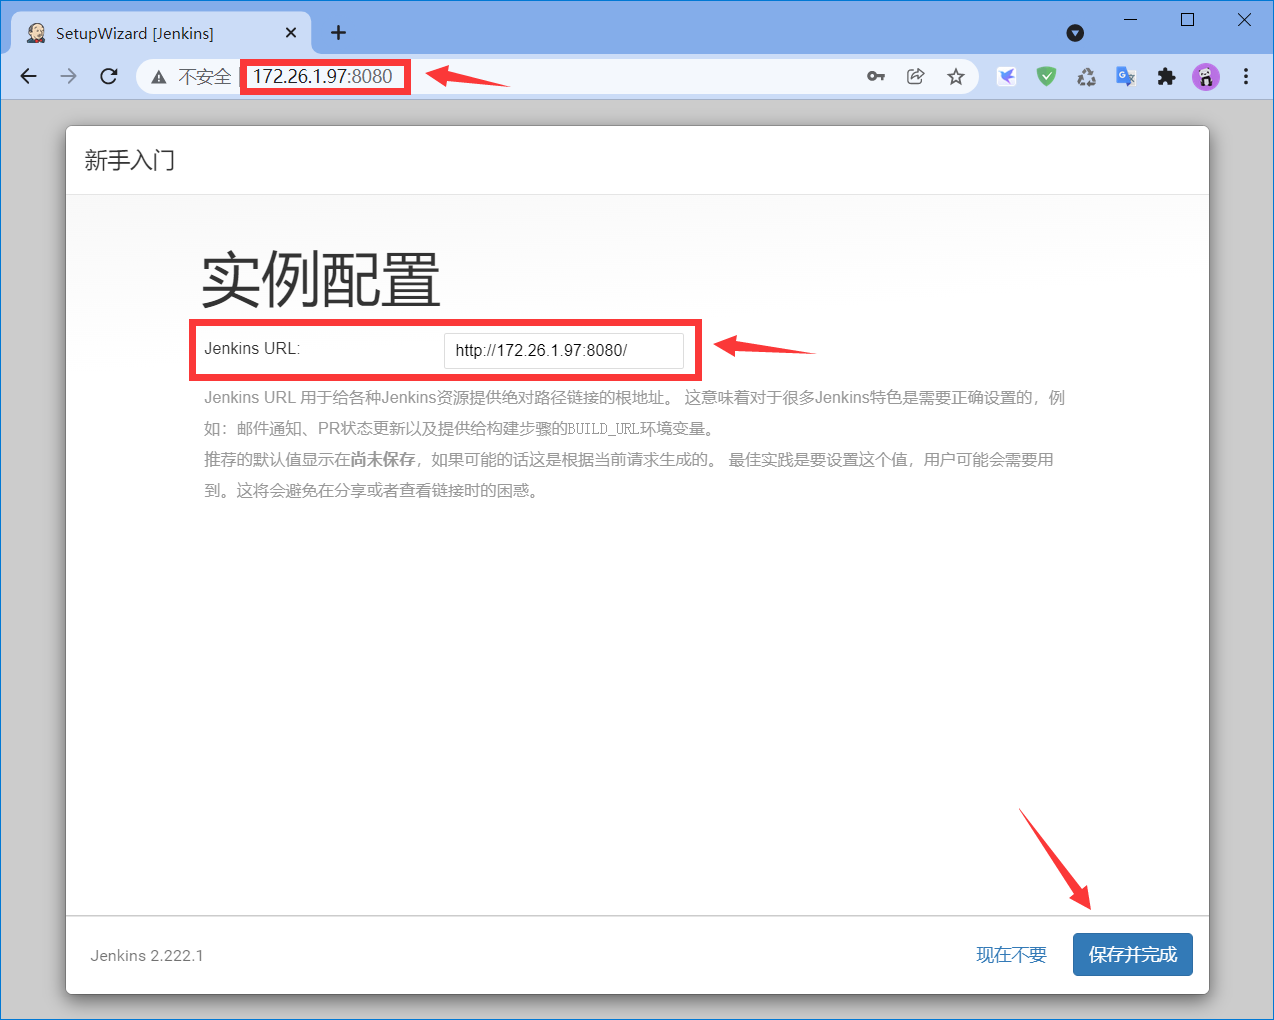 SetupWizard [Jenkins]
不安全
172.26.1.97:8080
新手入门
实例配置
Jenkins URL:
http://172.26.1.97:8080/
Jenkins URL 用于给各种Jenkins资源提供绝对路径链接的根地址。 这意味着对于很多Jenkins特色是需要正确设置的，例
如：邮件通知、PR状态更新以及提供给构建步骤的BUILD_URL环境变量。
推荐的默认值显示在尚未保存，如果可能的话这是根据当前请求生成的。 最佳实践是要设置这个值，用户可能会需要用
到。这将会避免在分享或者查看链接时的困惑。
Jenkins 2.222.1
现在不要
保存并完成